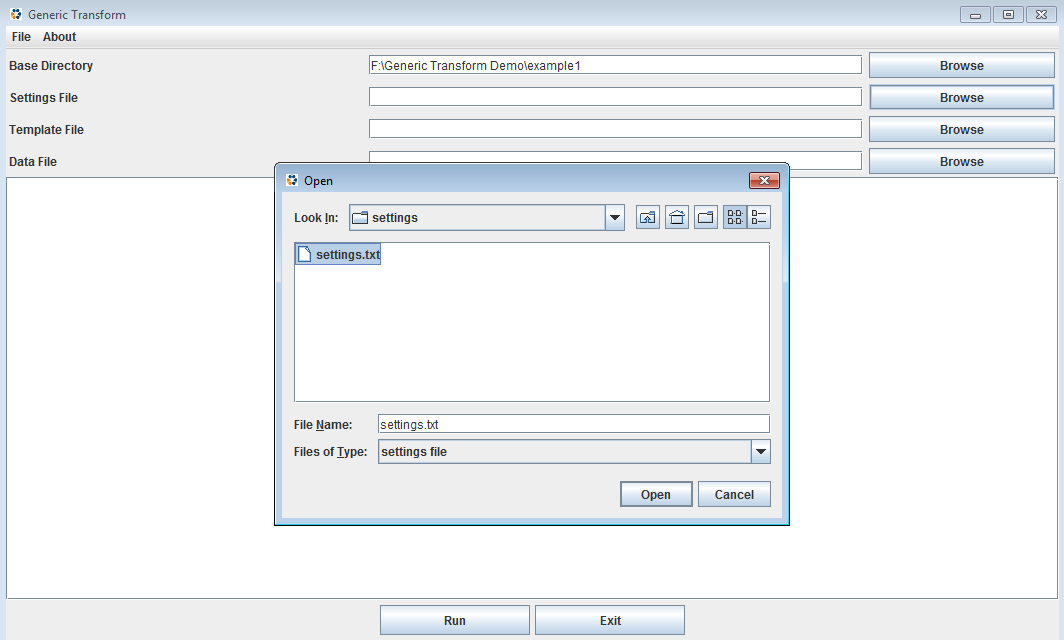 Generic Transform
File About
Base Directory F:\Generic Transform Demo\example1 Browse
Settings File Browse
Template File Browse
Data File Browse
Open
Look In: settings
settings.txt
File Name: settings.txt
Files of Type: settings file
Open Cancel
Run Exit